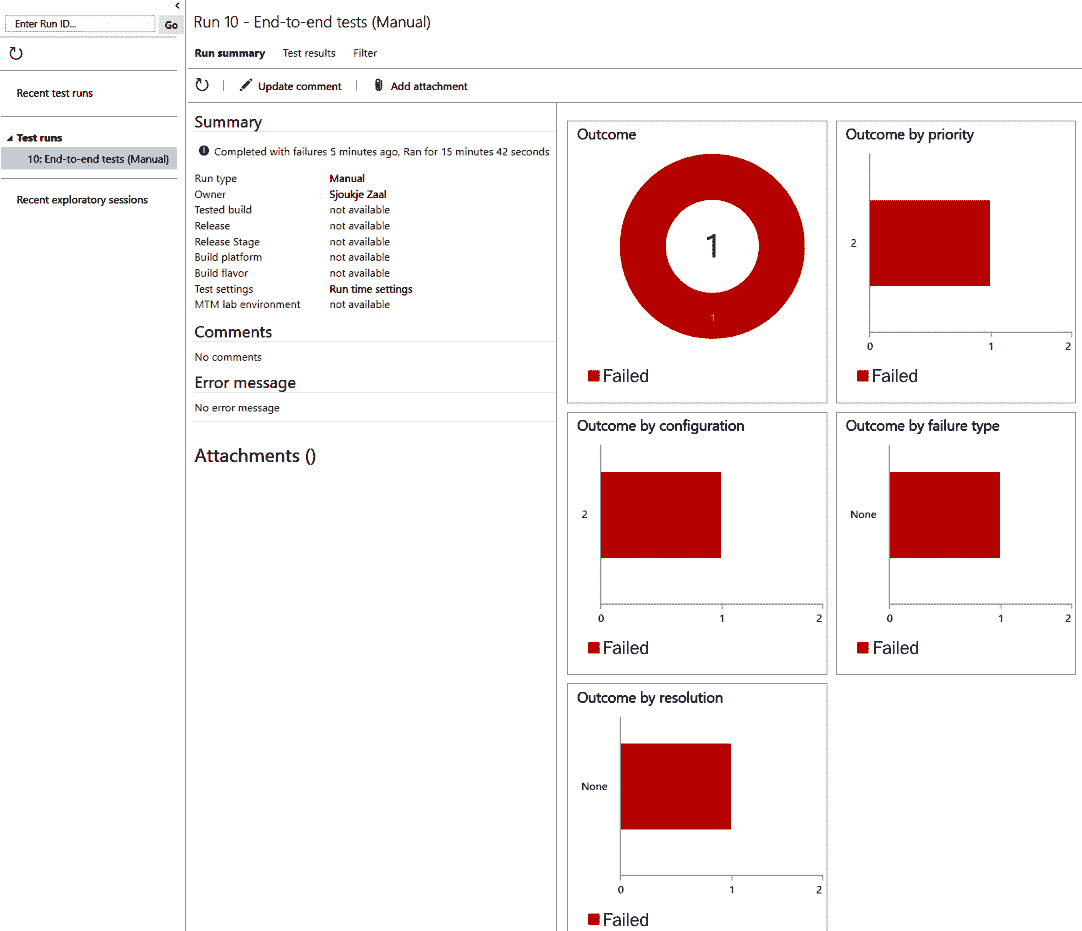 Enter Run ID... Go
Recent test runs
Test runs
10: End-to-end tests (Manual)
Recent exploratory sessions
Run 10 - End-to-end tests (Manual)
Run summary Test results Filter
Update comment Add attachment
Summary
Completed with failures 5 minutes ago, Ran for 15 minutes 42 seconds
Run type Manual
Owner Sjoukje Zaal
Tested build not available
Release not available
Release Stage not available
Build platform not available
Build flavor not available
Test settings Run time settings
MTM lab environment not available
Comments
No comments
Error message
No error message
Attachments ()
Outcome
1
1
Failed
Outcome by priority
2
0 1 2
Failed
Outcome by configuration
2
0 1 2
Failed
Outcome by failure type
None
0 1 2
Failed
Outcome by resolution
None
0 1 2
Failed